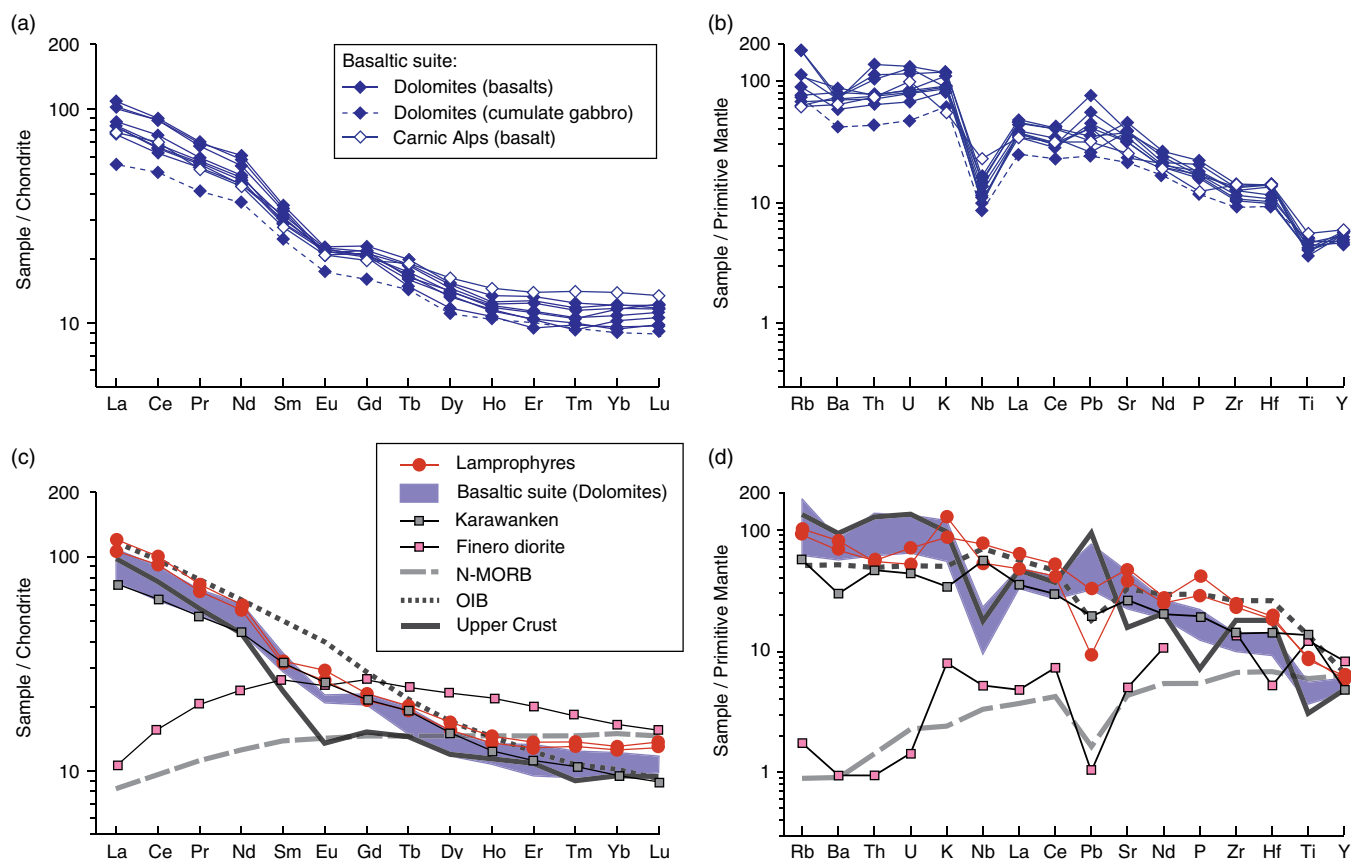 (a)
200
100
10
Sample / Chondrite
Basaltic suite:
Dolomites (basalts)
Dolomites (cumulate gabbro)
Carnic Alps (basalt)
La Ce Pr Nd Sm Eu Gd Tb Dy Ho Er Tm Yb Lu
(b)
200
100
10
1
Sample / Primitive Mantle
Rb Ba Th U K Nb La Ce Pb Sr Nd P Zr Hf Ti Y
(c)
200
100
10
Sample / Chondrite
Lamprophyres
Basaltic suite (Dolomites)
Karawanken
Finero diorite
N-MORB
OIB
Upper Crust
La Ce Pr Nd Sm Eu Gd Tb Dy Ho Er Tm Yb Lu
(d)
200
100
10
1
Sample / Primitive Mantle
Rb Ba Th U K Nb La Ce Pb Sr Nd P Zr Hf Ti Y